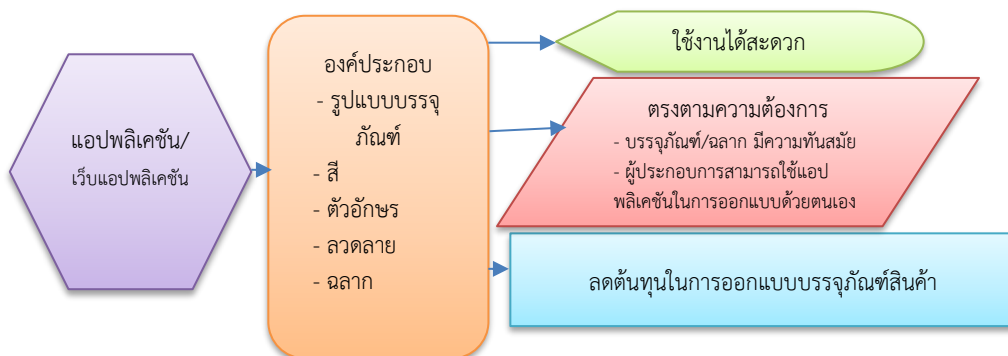 แอปพลิเคชัน/
เว็บแอปพลิเคชัน
องค์ประกอบ
- รูปแบบบรรจุ
ภัณฑ์
- สี
- ตัวอักษร
- ลวดลาย
- ฉลาก
ใช้งานได้สะดวก
ตรงตามความต้องการ
- บรรจุภัณฑ์/ฉลาก มีความทันสมัย
- ผู้ประกอบการสามารถใช้แอป
พลิเคชันในการออกแบบด้วยตนเอง
ลดต้นทุนในการออกแบบบรรจุภัณฑ์สินค้า